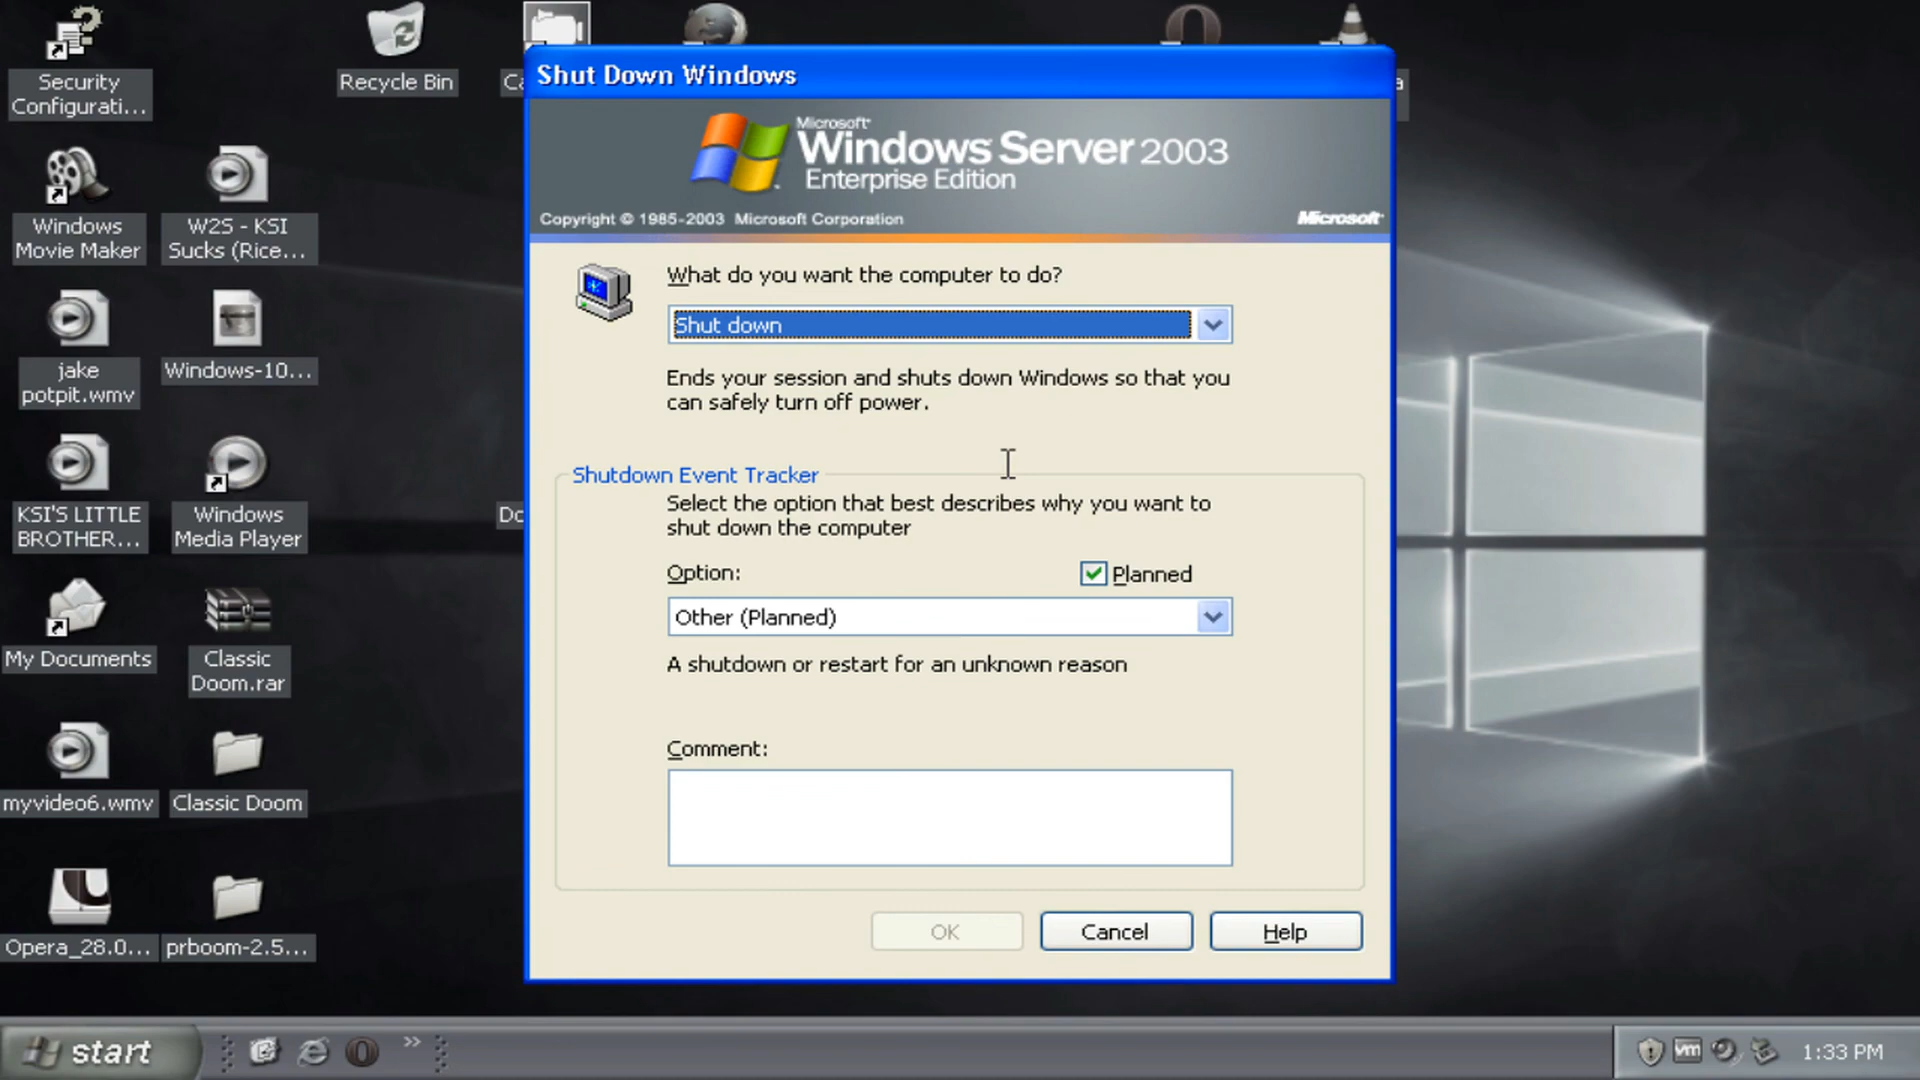 Security
Configurati...
Recycle Bin
Ca
a
Windows
Movie Maker
W2S - KSI
Sucks (Rice...
jake
potpit.wmv
Windows-10...
KSI'S LITTLE
BROTHER...
Windows
Media Player
Do
My Documents
Classic
Doom.rar
myvideo6.wmv
Classic Doom
Opera_28.0...
prboom-2.5...
Shut Down Windows
Microsoft®
Windows Server 2003
Enterprise Edition
Copyright © 1985-2003 Microsoft Corporation
Microsoft®
What do you want the computer to do?
Shut down
Ends your session and shuts down Windows so that you
can safely turn off power.
Shutdown Event Tracker
Select the option that best describes why you want to
shut down the computer
Option:
Planned
Other (Planned)
A shutdown or restart for an unknown reason
Comment:
OK
Cancel
Help
start
vm
1:33 PM